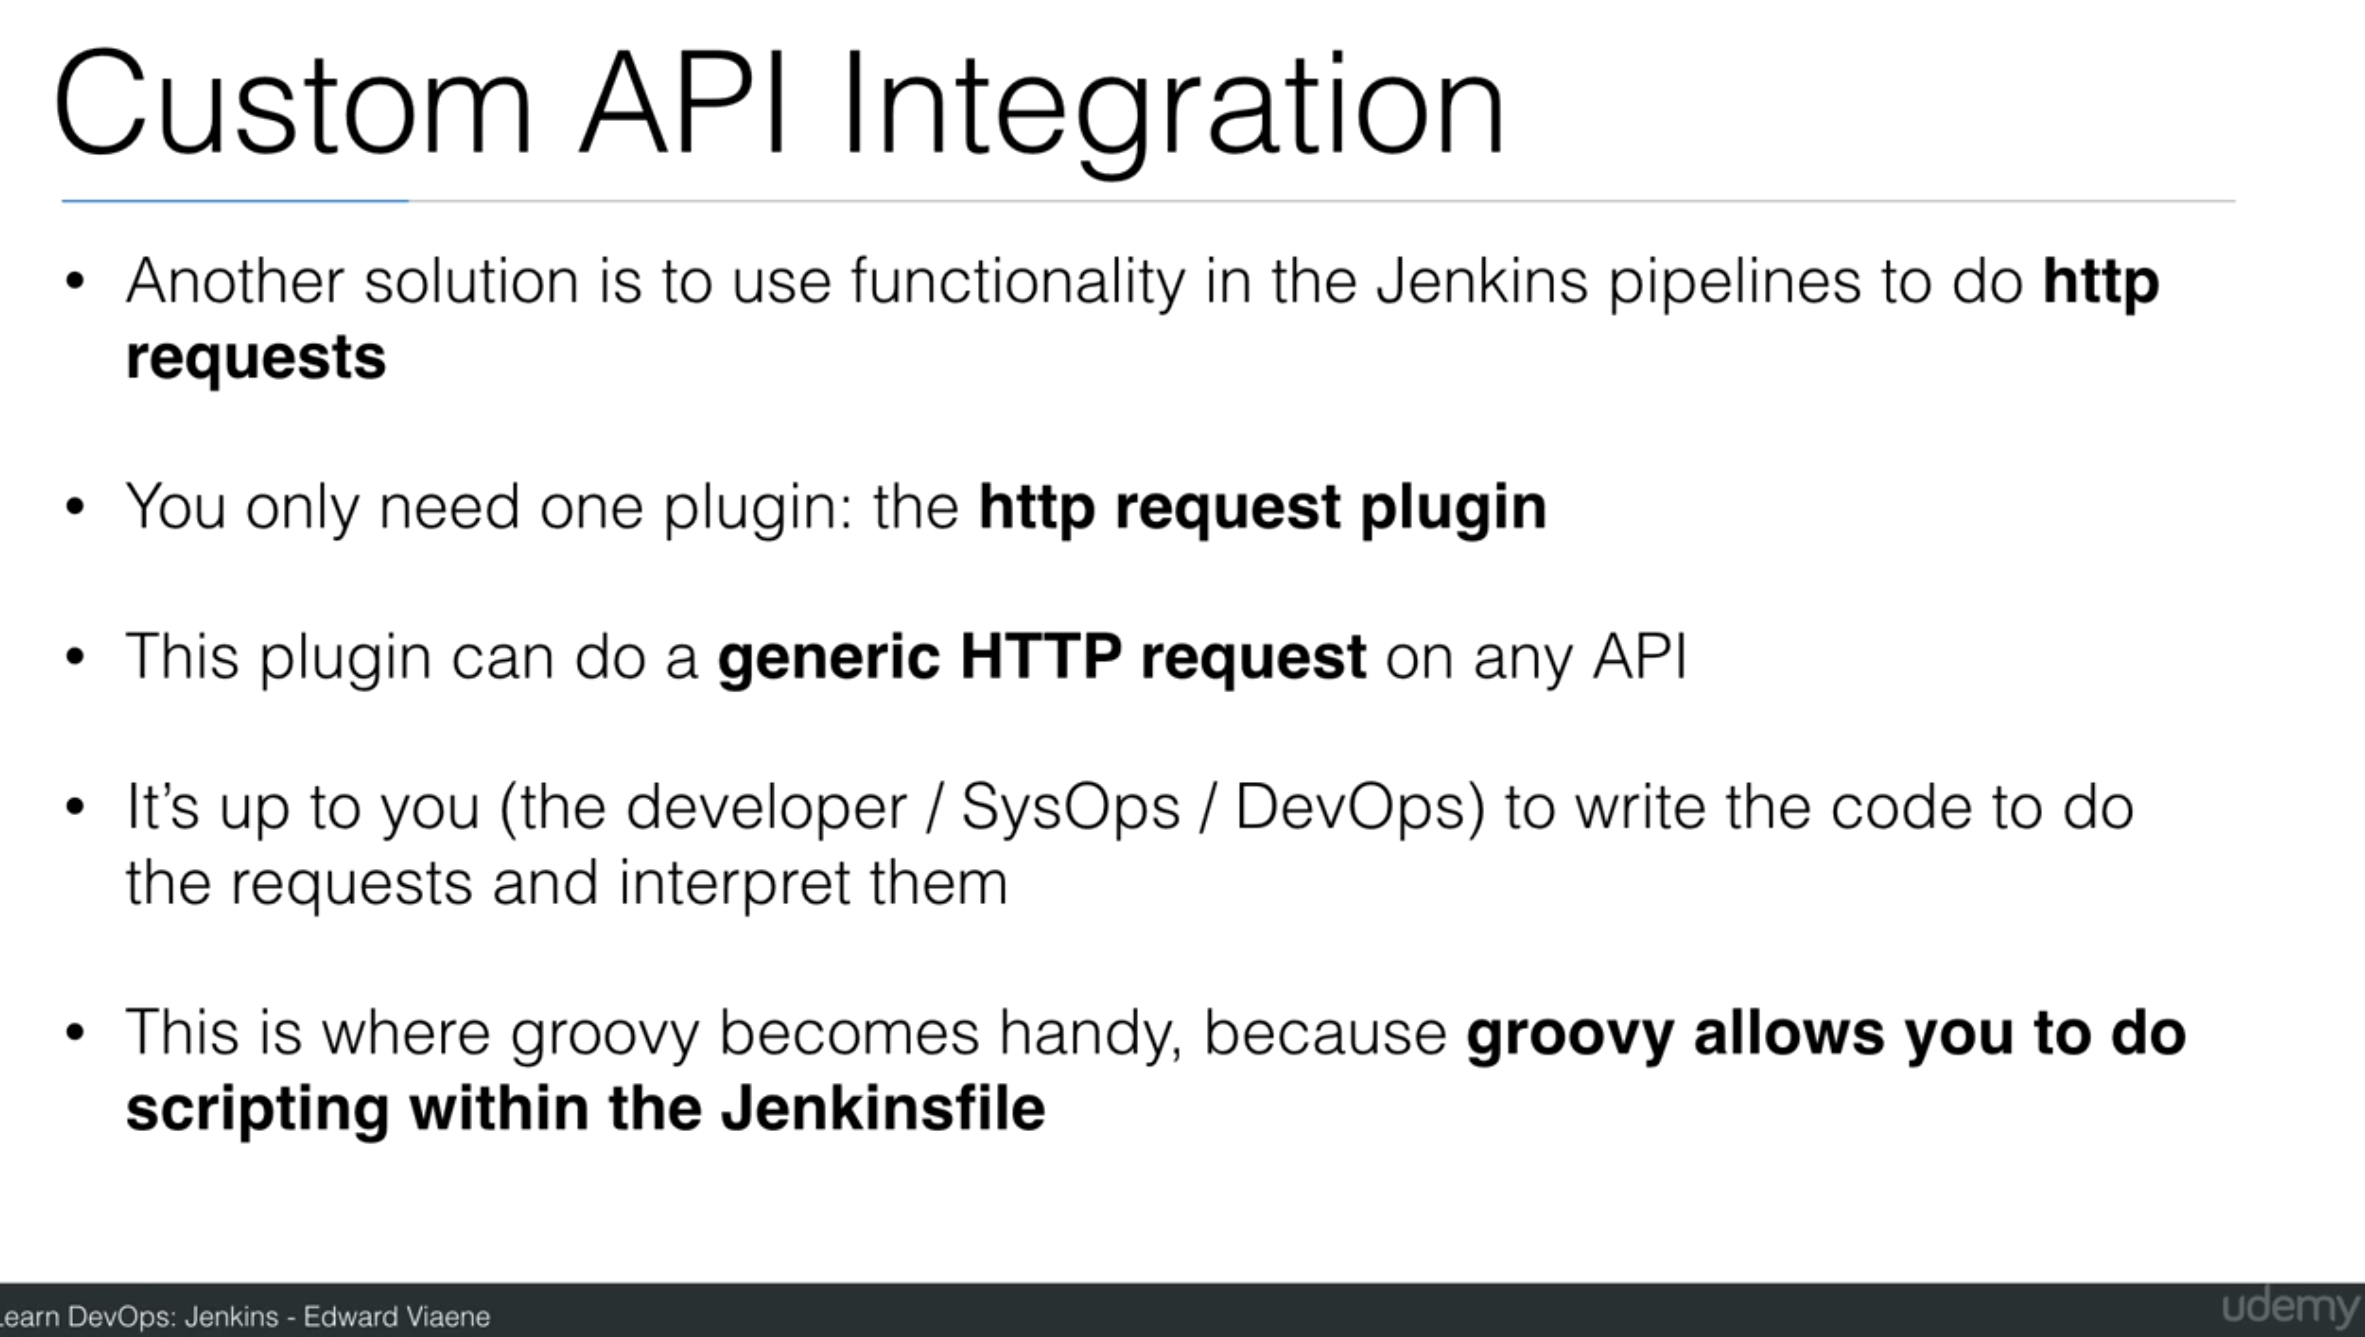 Custom API Integration
• Another solution is to use functionality in the Jenkins pipelines to do http
requests
• You only need one plugin: the http request plugin
• This plugin can do a generic HTTP request on any API
• It’s up to you (the developer / SysOps / DevOps) to write the code to do
the requests and interpret them
• This is where groovy becomes handy, because groovy allows you to do
scripting within the Jenkinsfile
earn DevOps: Jenkins - Edward Viaene
udemy